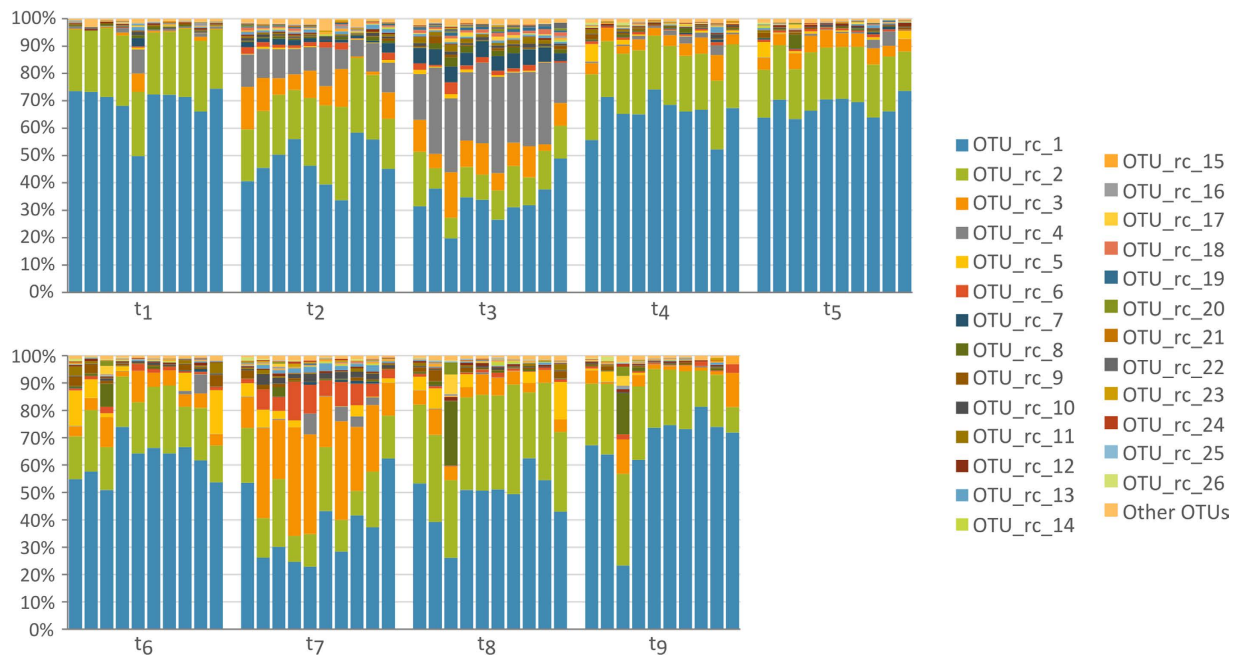 100%
90%
80%
70%
60%
50%
40%
30%
20%
10%
0%
t1 t2 t3 t4 t5
100%
90%
80%
70%
60%
50%
40%
30%
20%
10%
0%
t6 t7 t8 t9
OTU_rc_1
OTU_rc_2
OTU_rc_3
OTU_rc_4
OTU_rc_5
OTU_rc_6
OTU_rc_7
OTU_rc_8
OTU_rc_9
OTU_rc_10
OTU_rc_11
OTU_rc_12
OTU_rc_13
OTU_rc_14
OTU_rc_15
OTU_rc_16
OTU_rc_17
OTU_rc_18
OTU_rc_19
OTU_rc_20
OTU_rc_21
OTU_rc_22
OTU_rc_23
OTU_rc_24
OTU_rc_25
OTU_rc_26
Other OTUs